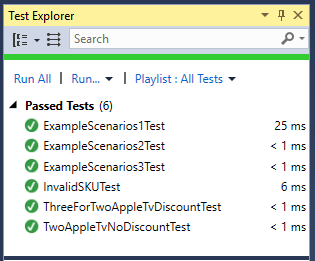 Test Explorer
Search
Run All | Run... | Playlist : All Tests
Passed Tests (6)
ExampleScenarios1Test 25 ms
ExampleScenarios2Test < 1 ms
ExampleScenarios3Test < 1 ms
InvalidSKUTest 6 ms
ThreeForTwoAppleTvDiscountTest < 1 ms
TwoAppleTvNoDiscountTest < 1 ms